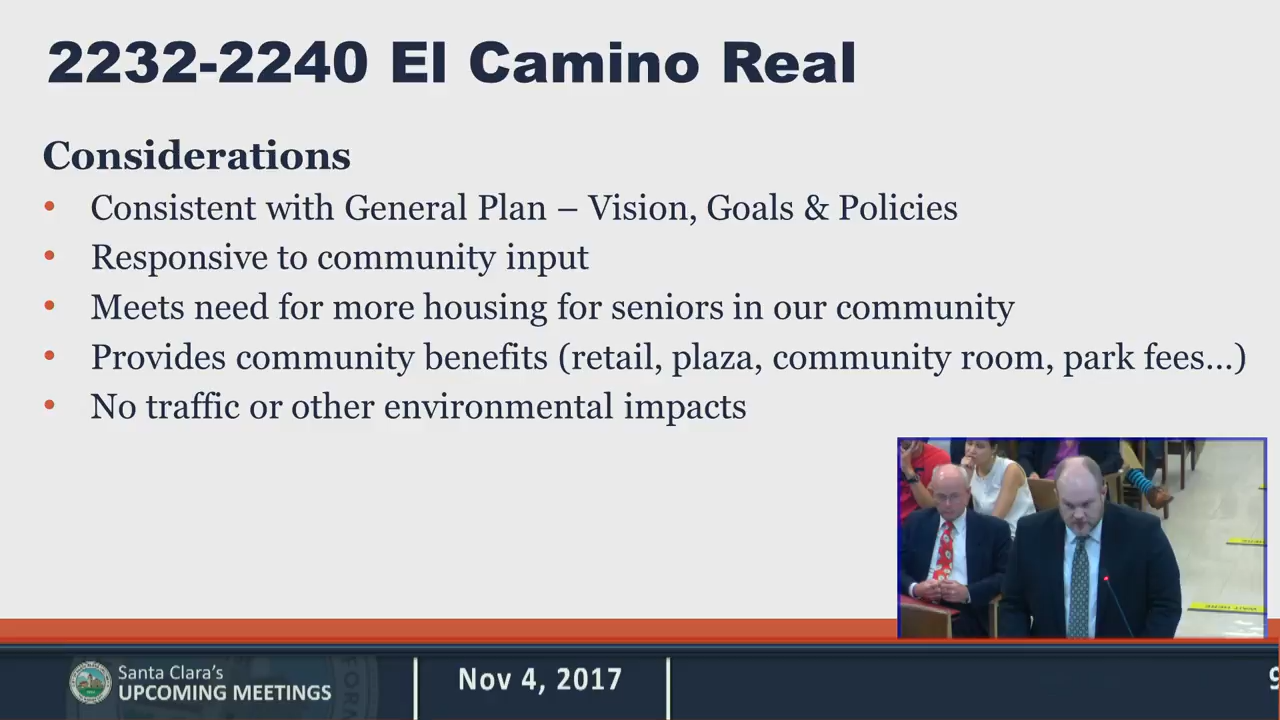 2232-2240 El Camino Real
Considerations
• Consistent with General Plan – Vision, Goals & Policies
• Responsive to community input
• Meets need for more housing for seniors in our community
• Provides community benefits (retail, plaza, community room, park fees...)
• No traffic or other environmental impacts
Santa Clara's
UPCOMING MEETINGS
Nov 4, 2017